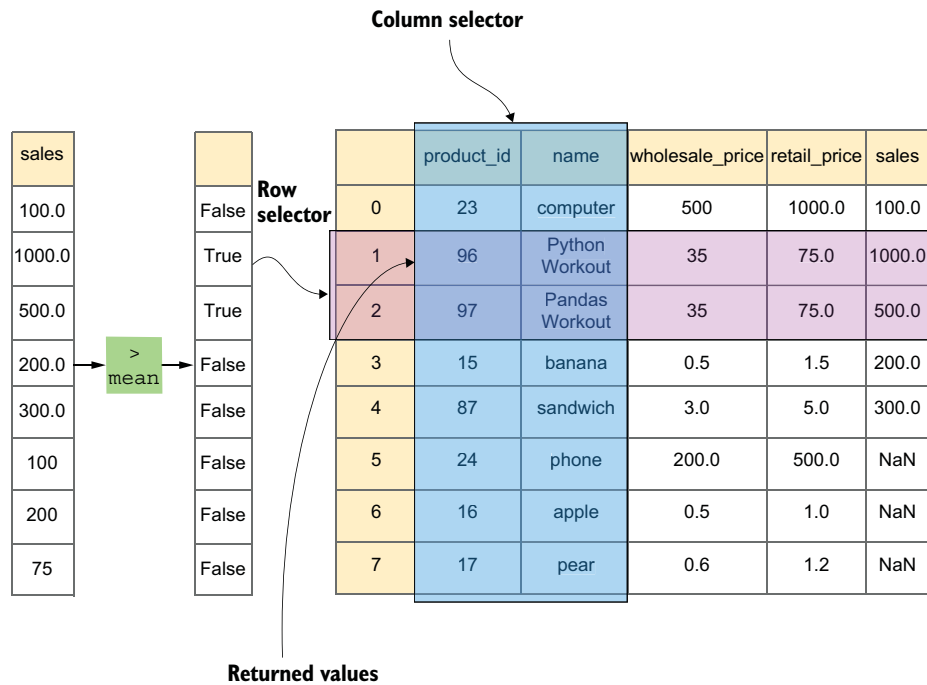 Column selector
sales
100.0
1000.0
500.0
200.0
300.0
100
200
75
>
mean
False
True
True
False
False
False
False
False
Row
selector
product_id name wholesale_price retail_price sales
0 23 computer 500 1000.0 100.0
1 96 Python Workout 35 75.0 1000.0
2 97 Pandas Workout 35 75.0 500.0
3 15 banana 0.5 1.5 200.0
4 87 sandwich 3.0 5.0 300.0
5 24 phone 200.0 500.0 NaN
6 16 apple 0.5 1.0 NaN
7 17 pear 0.6 1.2 NaN
Returned values